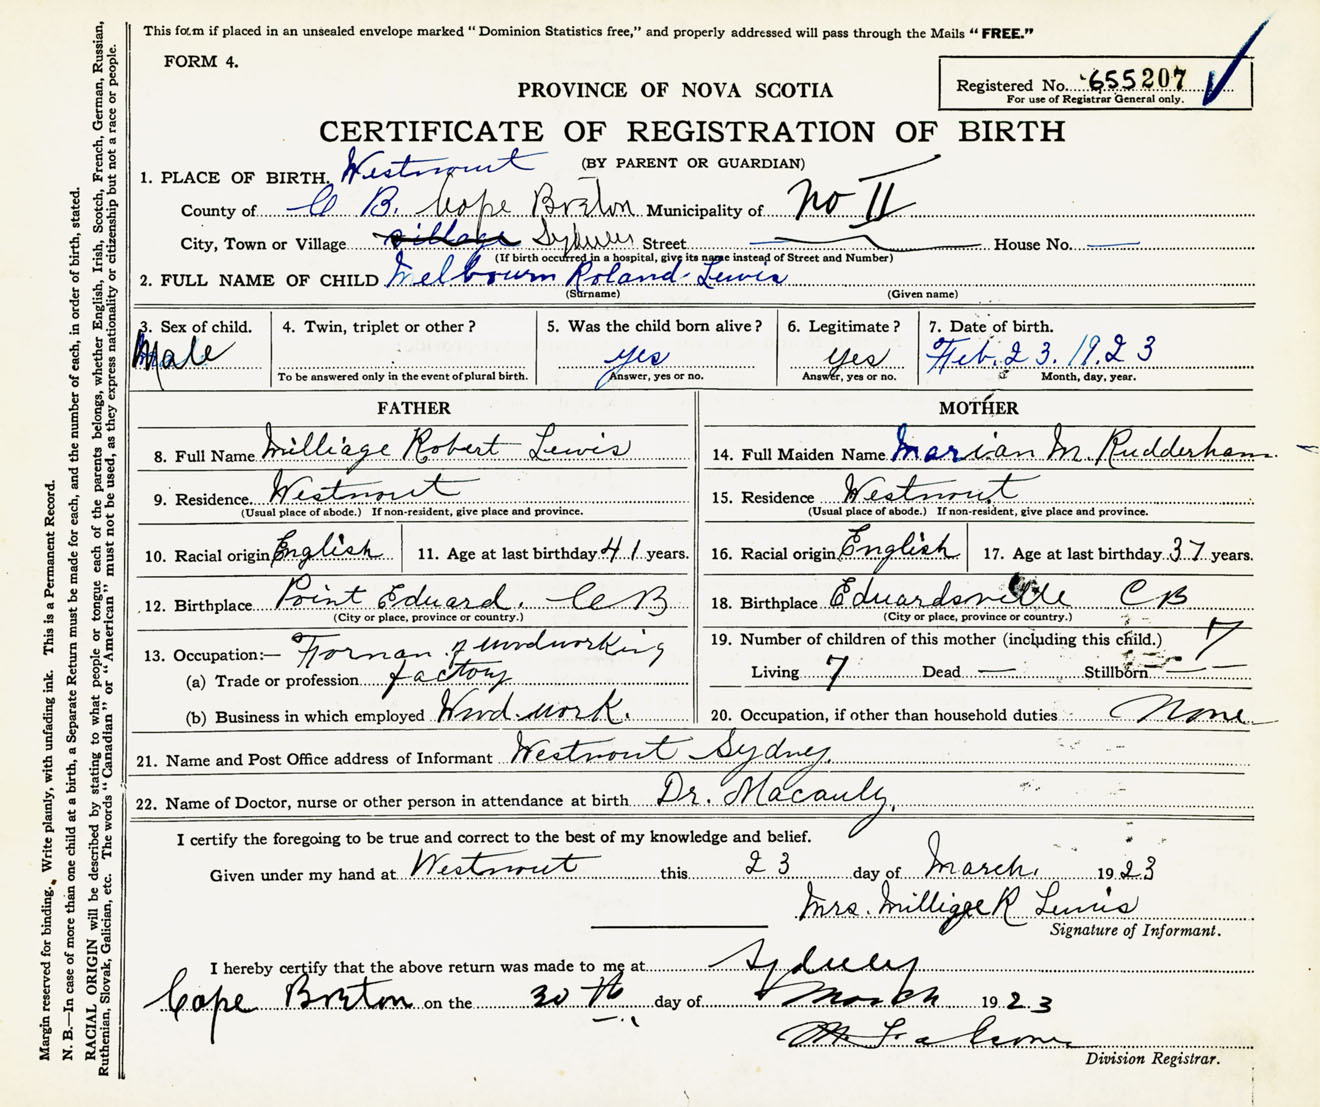 This form if placed in an unsealed envelope marked "Dominion Statistics free," and properly addressed will pass through the Mails "FREE."
FORM 4.
Registered No. 655207
For use of Registrar General only.
PROVINCE OF NOVA SCOTIA
CERTIFICATE OF REGISTRATION OF BIRTH
(BY PARENT OR GUARDIAN)
1. PLACE OF BIRTH. Westmount
County of C B. Cape Breton Municipality of No II
City, Town or Village village Sydney Street House No.
(If birth occurred in a hospital, give its name instead of Street and Number)
2. FULL NAME OF CHILD Melbourn Roland Lewis
(Surname) (Given name)
3. Sex of child. 4. Twin, triplet or other? 5. Was the child born alive? 6. Legitimate? 7. Date of birth.
Male yes yes Feb. 23. 1923
To be answered only in the event of plural birth. Answer, yes or no. Answer, yes or no. Month, day, year.
FATHER
8. Full Name Milliage Robert Lewis
9. Residence Westmout
(Usual place of abode.) If non-resident, give place and province.
10. Racial origin English 11. Age at last birthday 41 years.
12. Birthplace Point Eduard. C B
(City or place, province or country.)
13. Occupation:— Forman of woodworking
(a) Trade or profession factory
(b) Business in which employed Wood-work.
MOTHER
14. Full Maiden Name Marian M. Rudderham
15. Residence Westmout
(Usual place of abode.) If non-resident, give place and province.
16. Racial origin English 17. Age at last birthday 37 years.
18. Birthplace Eduardsville C B
(City or place, province or country.)
19. Number of children of this mother (including this child.) 7
Living 7 Dead — Stillborn —
20. Occupation, if other than household duties None
21. Name and Post Office address of Informant Westmout Sydney.
22. Name of Doctor, nurse or other person in attendance at birth Dr. Macauly.
I certify the foregoing to be true and correct to the best of my knowledge and belief.
Given under my hand at Westmout this 23 day of March. 1923
Mrs. Milliage R Lewis
Signature of Informant.
I hereby certify that the above return was made to me at Sydney
Cape Breton on the 30th day of March 1923
Division Registrar.
Margin reserved for binding. Write plainly, with unfading ink. This is a Permanent Record.
N. B.—In case of more than one child at a birth, a Separate Return must be made for each, and the number of each, in order of birth, stated.
RACIAL ORIGIN will be described by stating to what people or tongue each of the parents belongs, whether English, Irish, Scotch, French, German, Russian,
Ruthenian, Slovak, Galician, etc. The words "Canadian" or "American" must not be used, as they express nationality or citizenship but not a race or people.